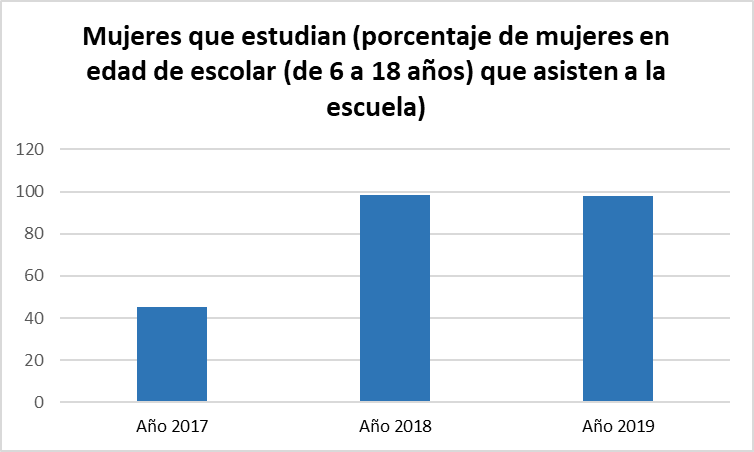 Mujeres que estudian (porcentaje de mujeres en
edad de escolar (de 6 a 18 años) que asisten a la
escuela)
120
100
80
60
40
20
0
Año 2017
Año 2018
Año 2019